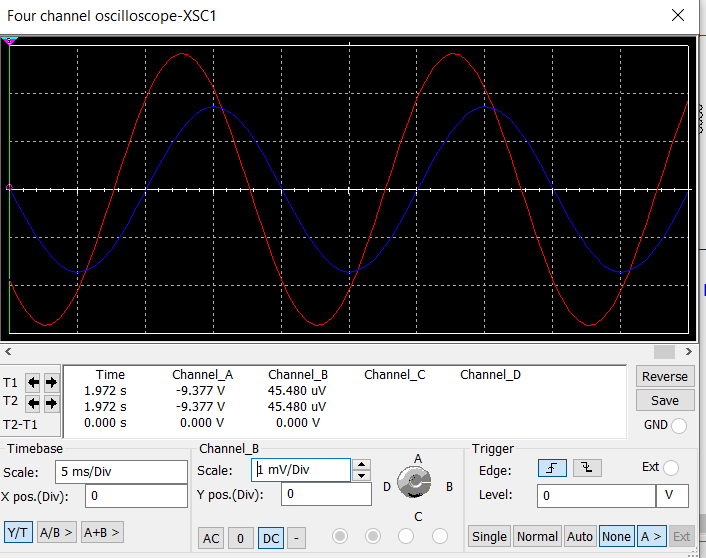 Four channel oscilloscope-XSC1
Time Channel_A Channel_B Channel_C Channel_D
T1 1.972 s -9.377 V 45.480 uV
T2 1.972 s -9.377 V 45.480 uV
T2-T1 0.000 s 0.000 V 0.000 V
Reverse
Save
GND
Timebase
Scale: 5 ms/Div
X pos.(Div): 0
Y/T A/B > A+B >
Channel_B
Scale: 1 mV/Div
Y pos.(Div): 0
AC 0 DC -
A
D B
C
Trigger
Edge: Ext
Level: 0 V
Single Normal Auto None A > Ext